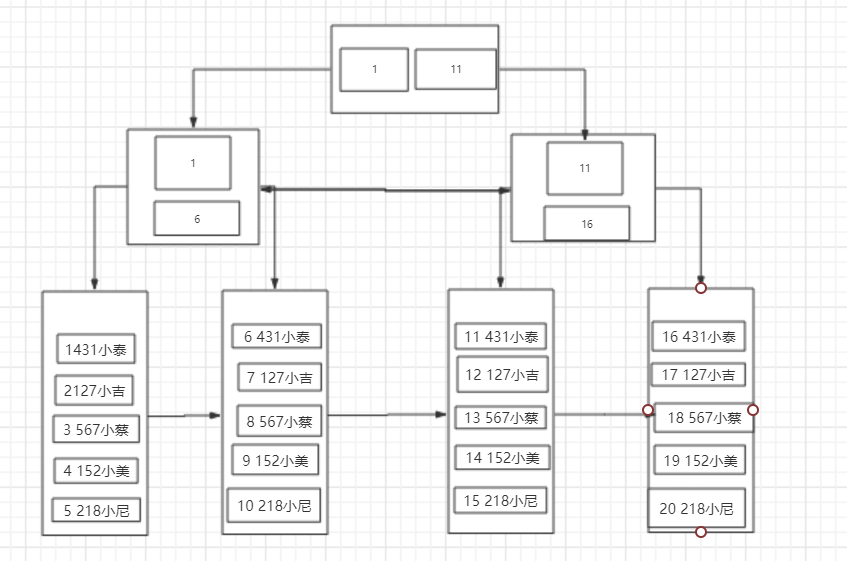 1
11
1
6
11
16
1431小泰
2127小吉
3 567小蔡
4 152小美
5 218小尼
6 431小泰
7 127小吉
8 567小蔡
9 152小美
10 218小尼
11 431小泰
12 127小吉
13 567小蔡
14 152小美
15 218小尼
16 431小泰
17 127小吉
18 567小蔡
19 152小美
20 218小尼